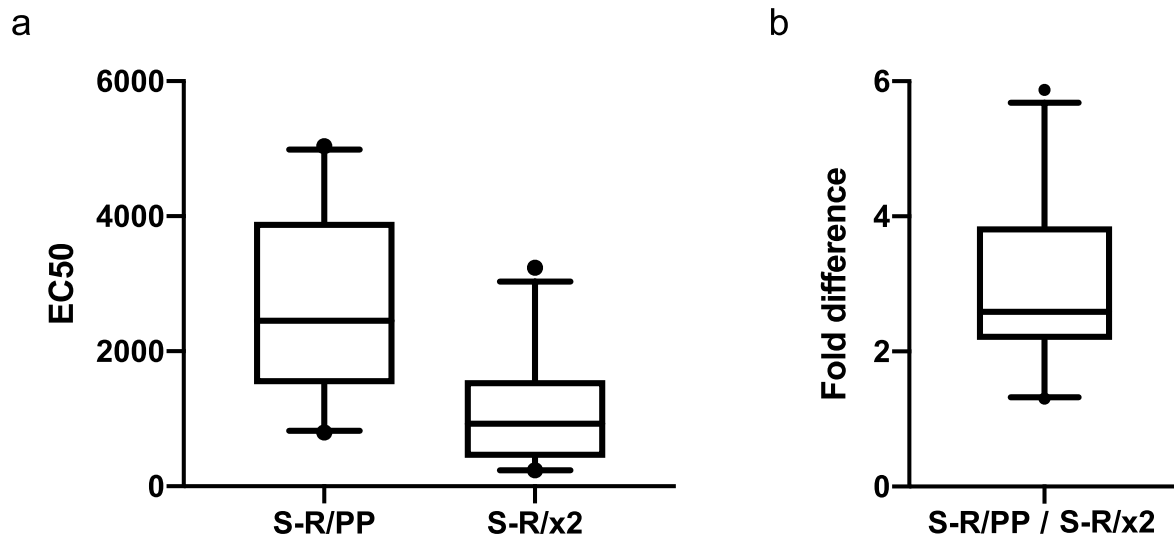 a
6000
4000
2000
0
EC50
S-R/PP
S-R/x2
b
6
4
2
0
Fold difference
S-R/PP / S-R/x2